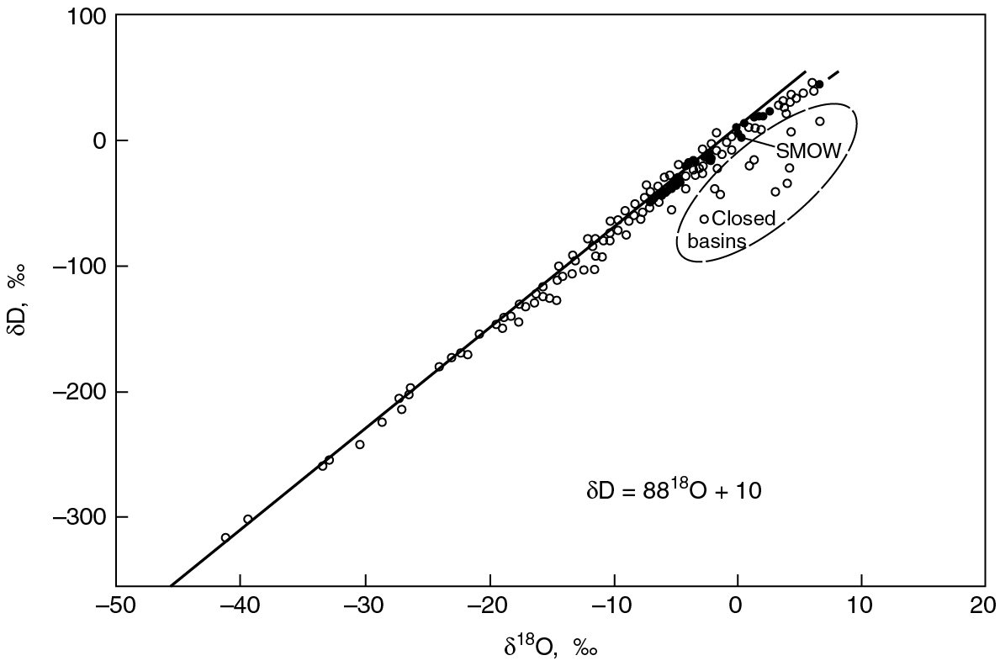 100
0
−100
−200
−300
δD, ‰
SMOW
Closed
basins
δD = 88¹⁸O + 10
−50
−40
−30
−20
−10
0
10
20
δ¹⁸O, ‰